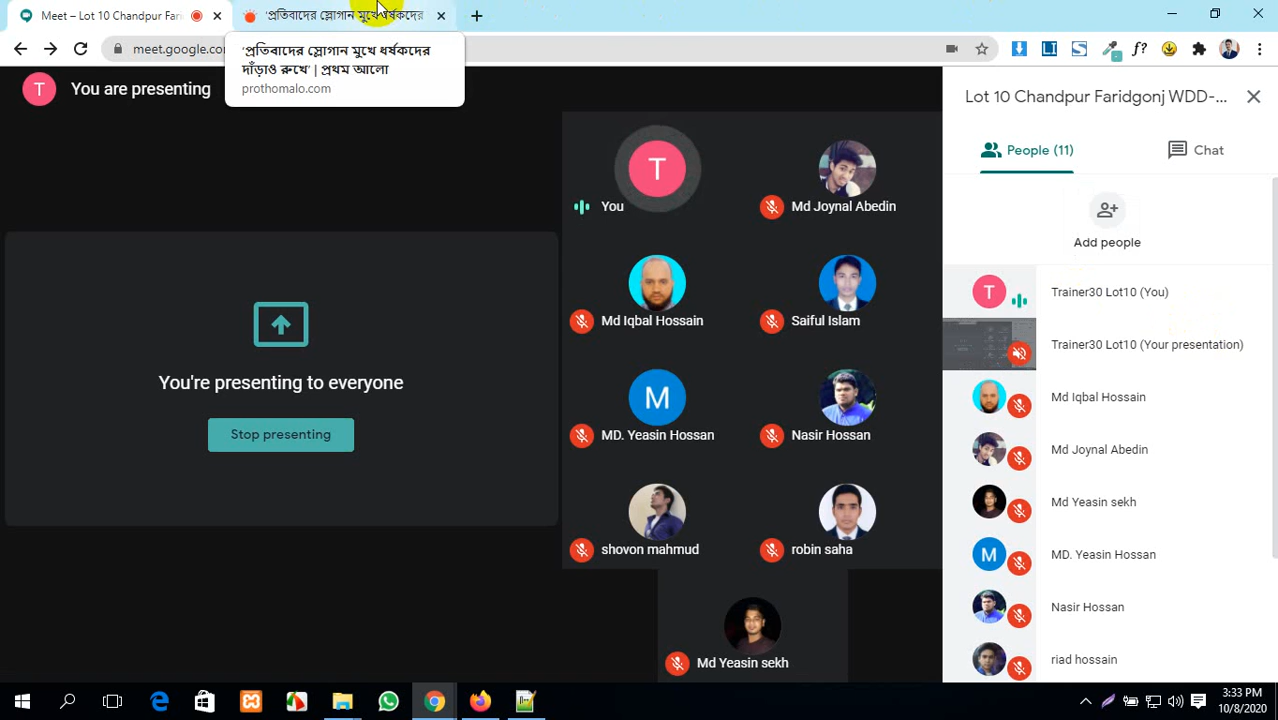 Meet – Lot 10 Chandpur Fari
'প্রতিবাদের স্লোগান মুখে ধর্ষকদের
meet.google.co
'প্রতিবাদের স্লোগান মুখে ধর্ষকদের
দাঁড়াও রুখে' | প্রথম আলো
prothomalo.com
T
You are presenting
Lot 10 Chandpur Faridgonj WDD-...
People (11)
Chat
Add people
T
You
Md Joynal Abedin
Md Iqbal Hossain
Saiful Islam
M
MD. Yeasin Hossan
Nasir Hossan
shovon mahmud
robin saha
Md Yeasin sekh
You're presenting to everyone
Stop presenting
T
Trainer30 Lot10 (You)
Trainer30 Lot10 (Your presentation)
Md Iqbal Hossain
Md Joynal Abedin
Md Yeasin sekh
M
MD. Yeasin Hossan
Nasir Hossan
riad hossain
3:33 PM
10/8/2020